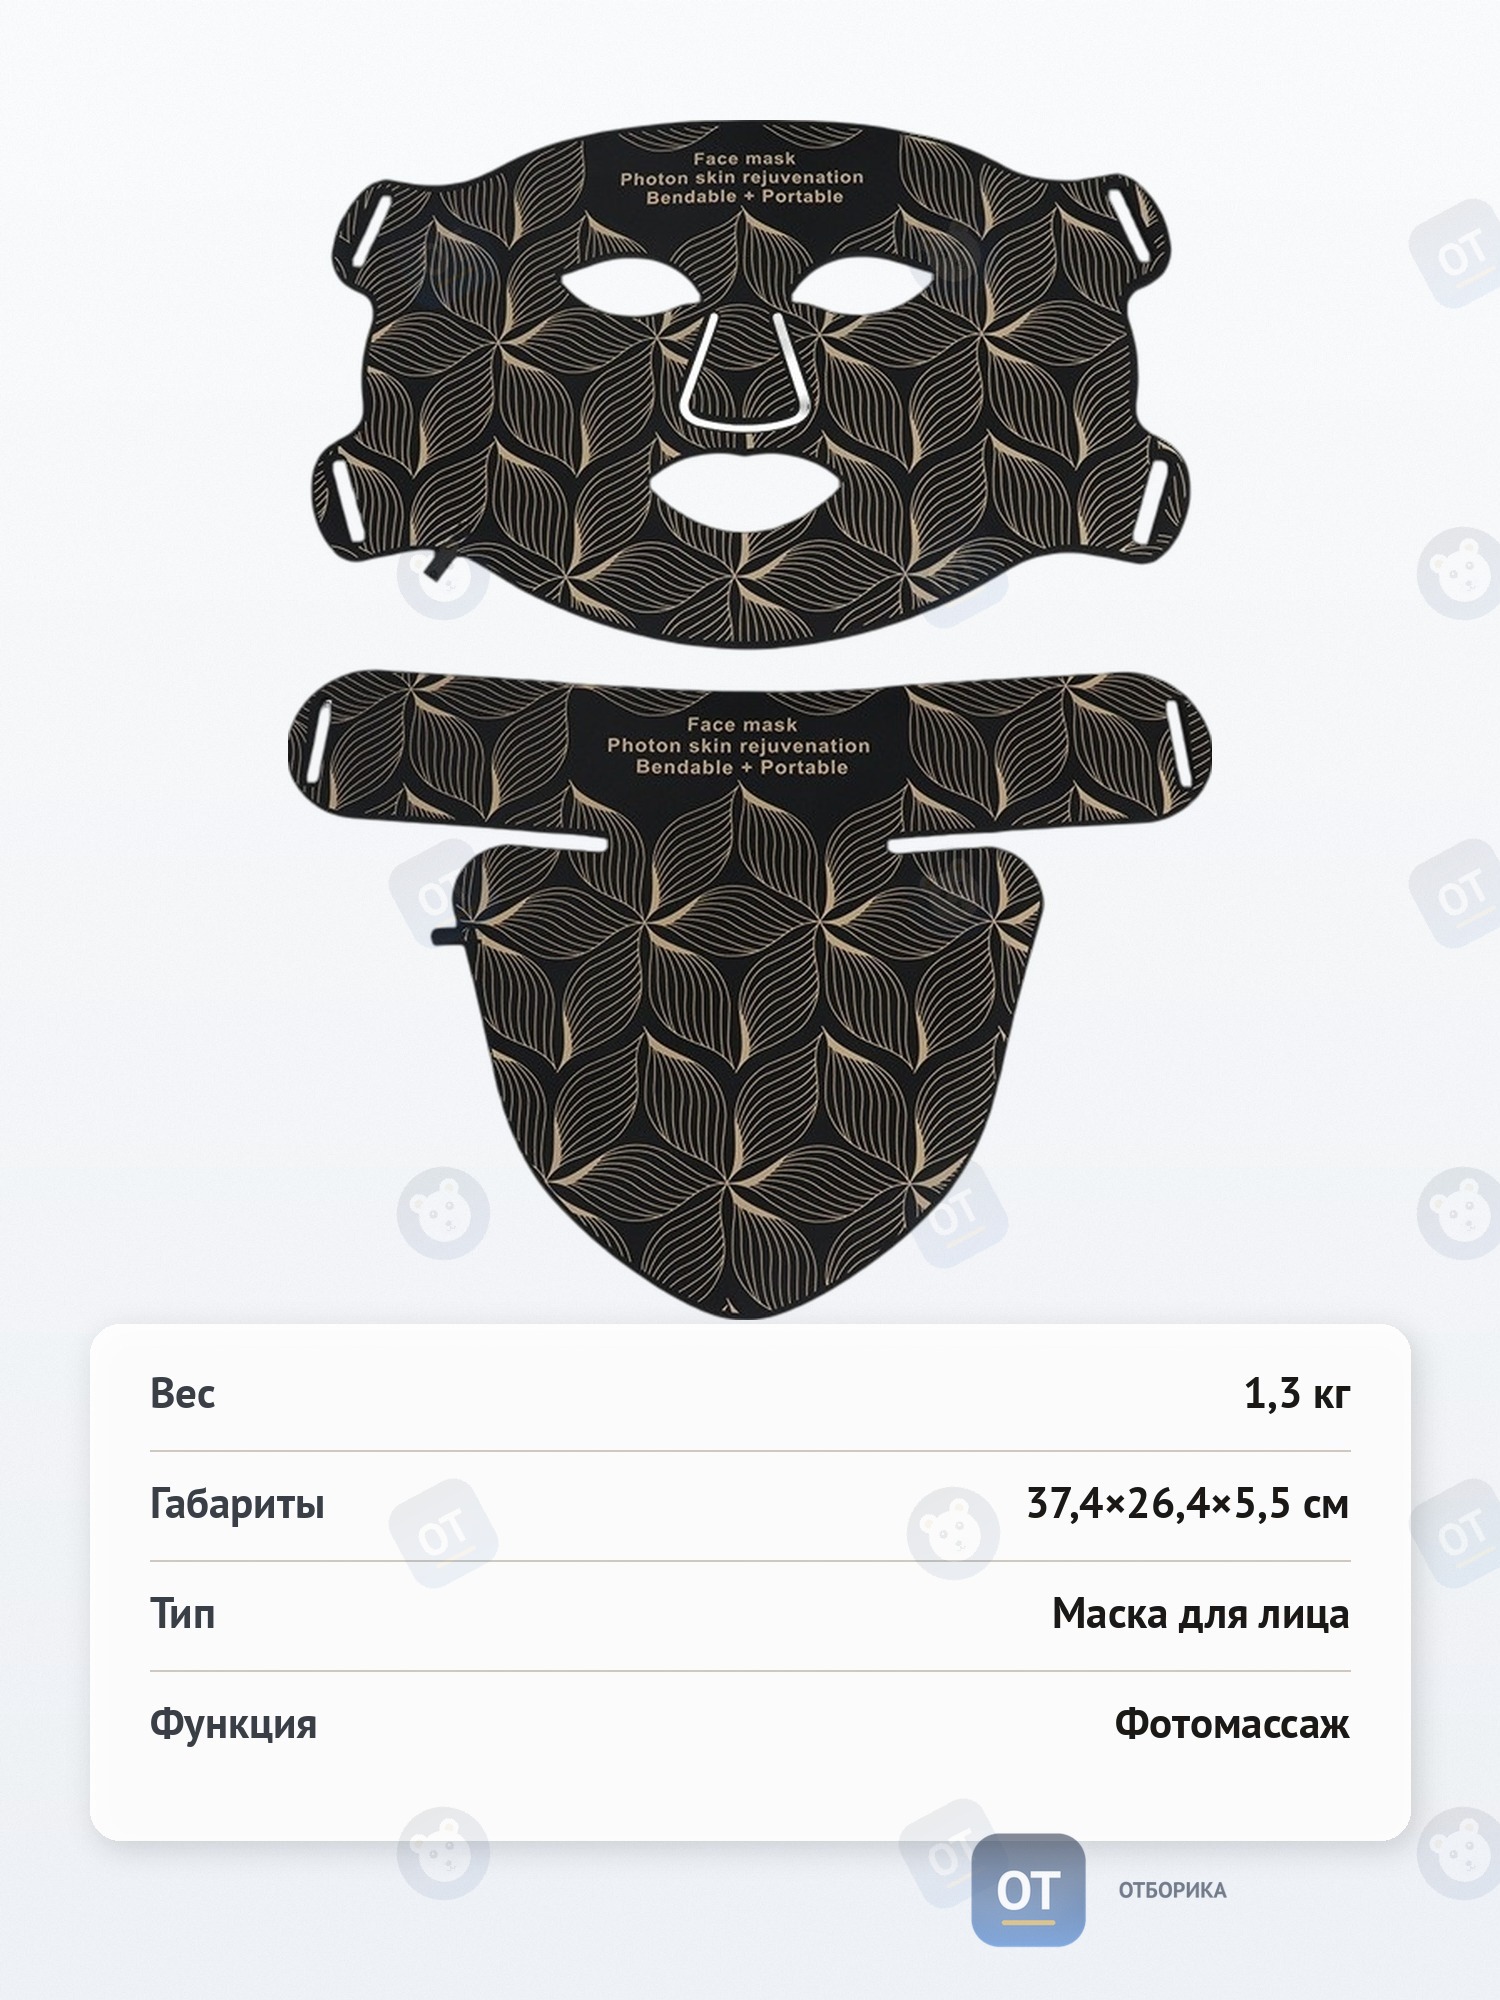 Face mask
Photon skin rejuvenation
Bendable + Portable
Face mask
Photon skin rejuvenation
Bendable + Portable
Вес 1,3 кг
Габариты 37,4×26,4×5,5 см
Тип Маска для лица
Функция Фотомассаж
ОТ ОТБОРИКА